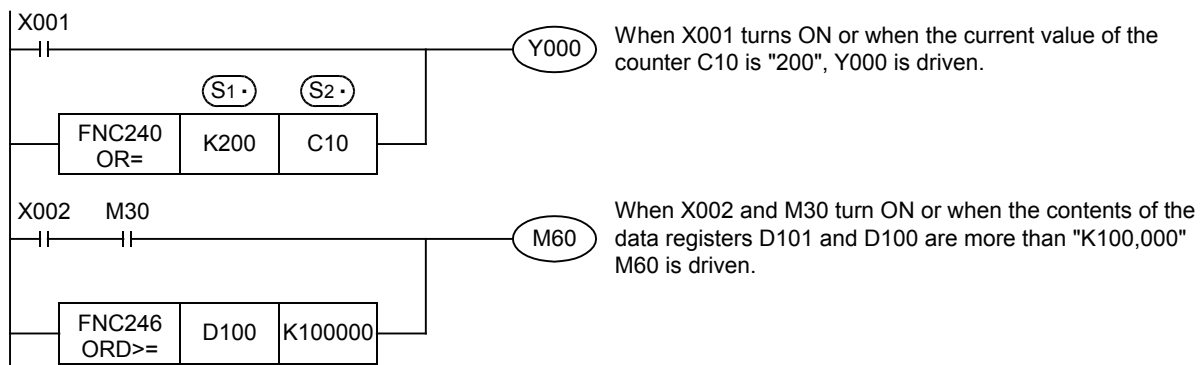 X001
Y000
When X001 turns ON or when the current value of the
counter C10 is "200", Y000 is driven.
S1・ S2・
FNC240
OR=
K200
C10
X002 M30
M60
When X002 and M30 turn ON or when the contents of the
data registers D101 and D100 are more than "K100,000"
M60 is driven.
FNC246
ORD>=
D100
K100000